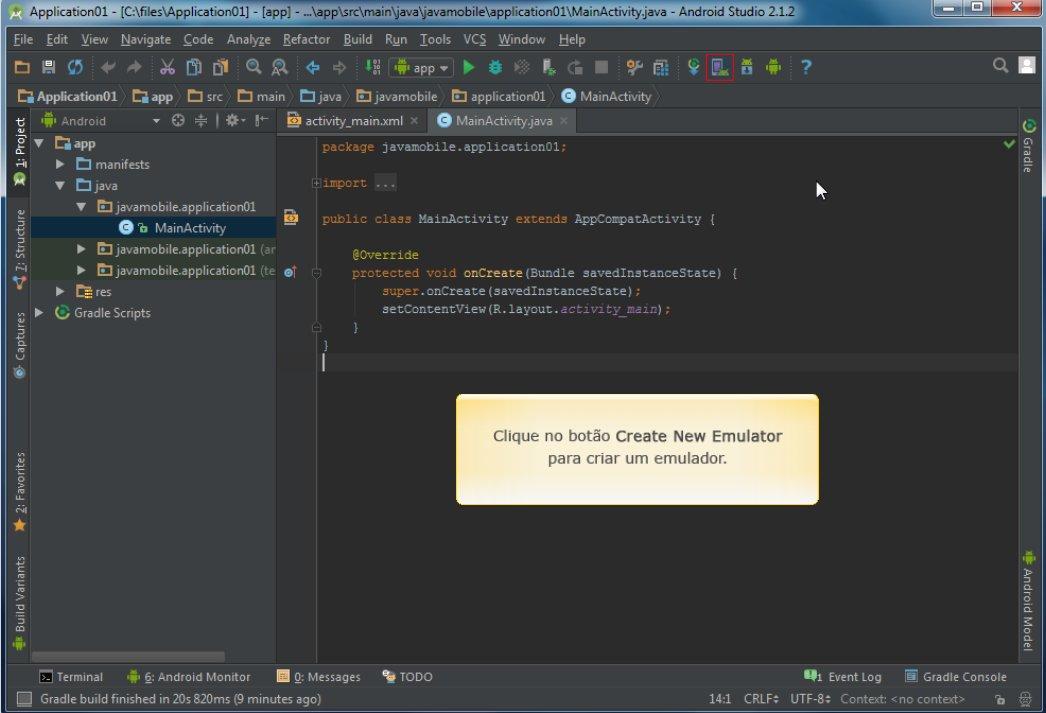 Application01 - [C:\files\Application01] - [app] - ...\app\src\main\java\javamobile\application01\MainActivity.java - Android Studio 2.1.2
File Edit View Navigate Code Analyze Refactor Build Run Tools VCS Window Help
app
Application01 app src main java javamobile application01 MainActivity
Android
activity_main.xml
MainActivity.java
1: Project
7: Structure
Captures
2: Favorites
Build Variants
app
manifests
java
javamobile.application01
MainActivity
javamobile.application01 (ar
javamobile.application01 (te
res
Gradle Scripts
package javamobile.application01;
import ...
public class MainActivity extends AppCompatActivity {
@Override
protected void onCreate(Bundle savedInstanceState) {
super.onCreate(savedInstanceState);
setContentView(R.layout.activity_main);
}
}
Clique no botão Create New Emulator
para criar um emulador.
Gradle
Android Model
Terminal 6: Android Monitor 0: Messages TODO 1 Event Log Gradle Console
Gradle build finished in 20s 820ms (9 minutes ago) 14:1 CRLF UTF-8 Context: <no context>